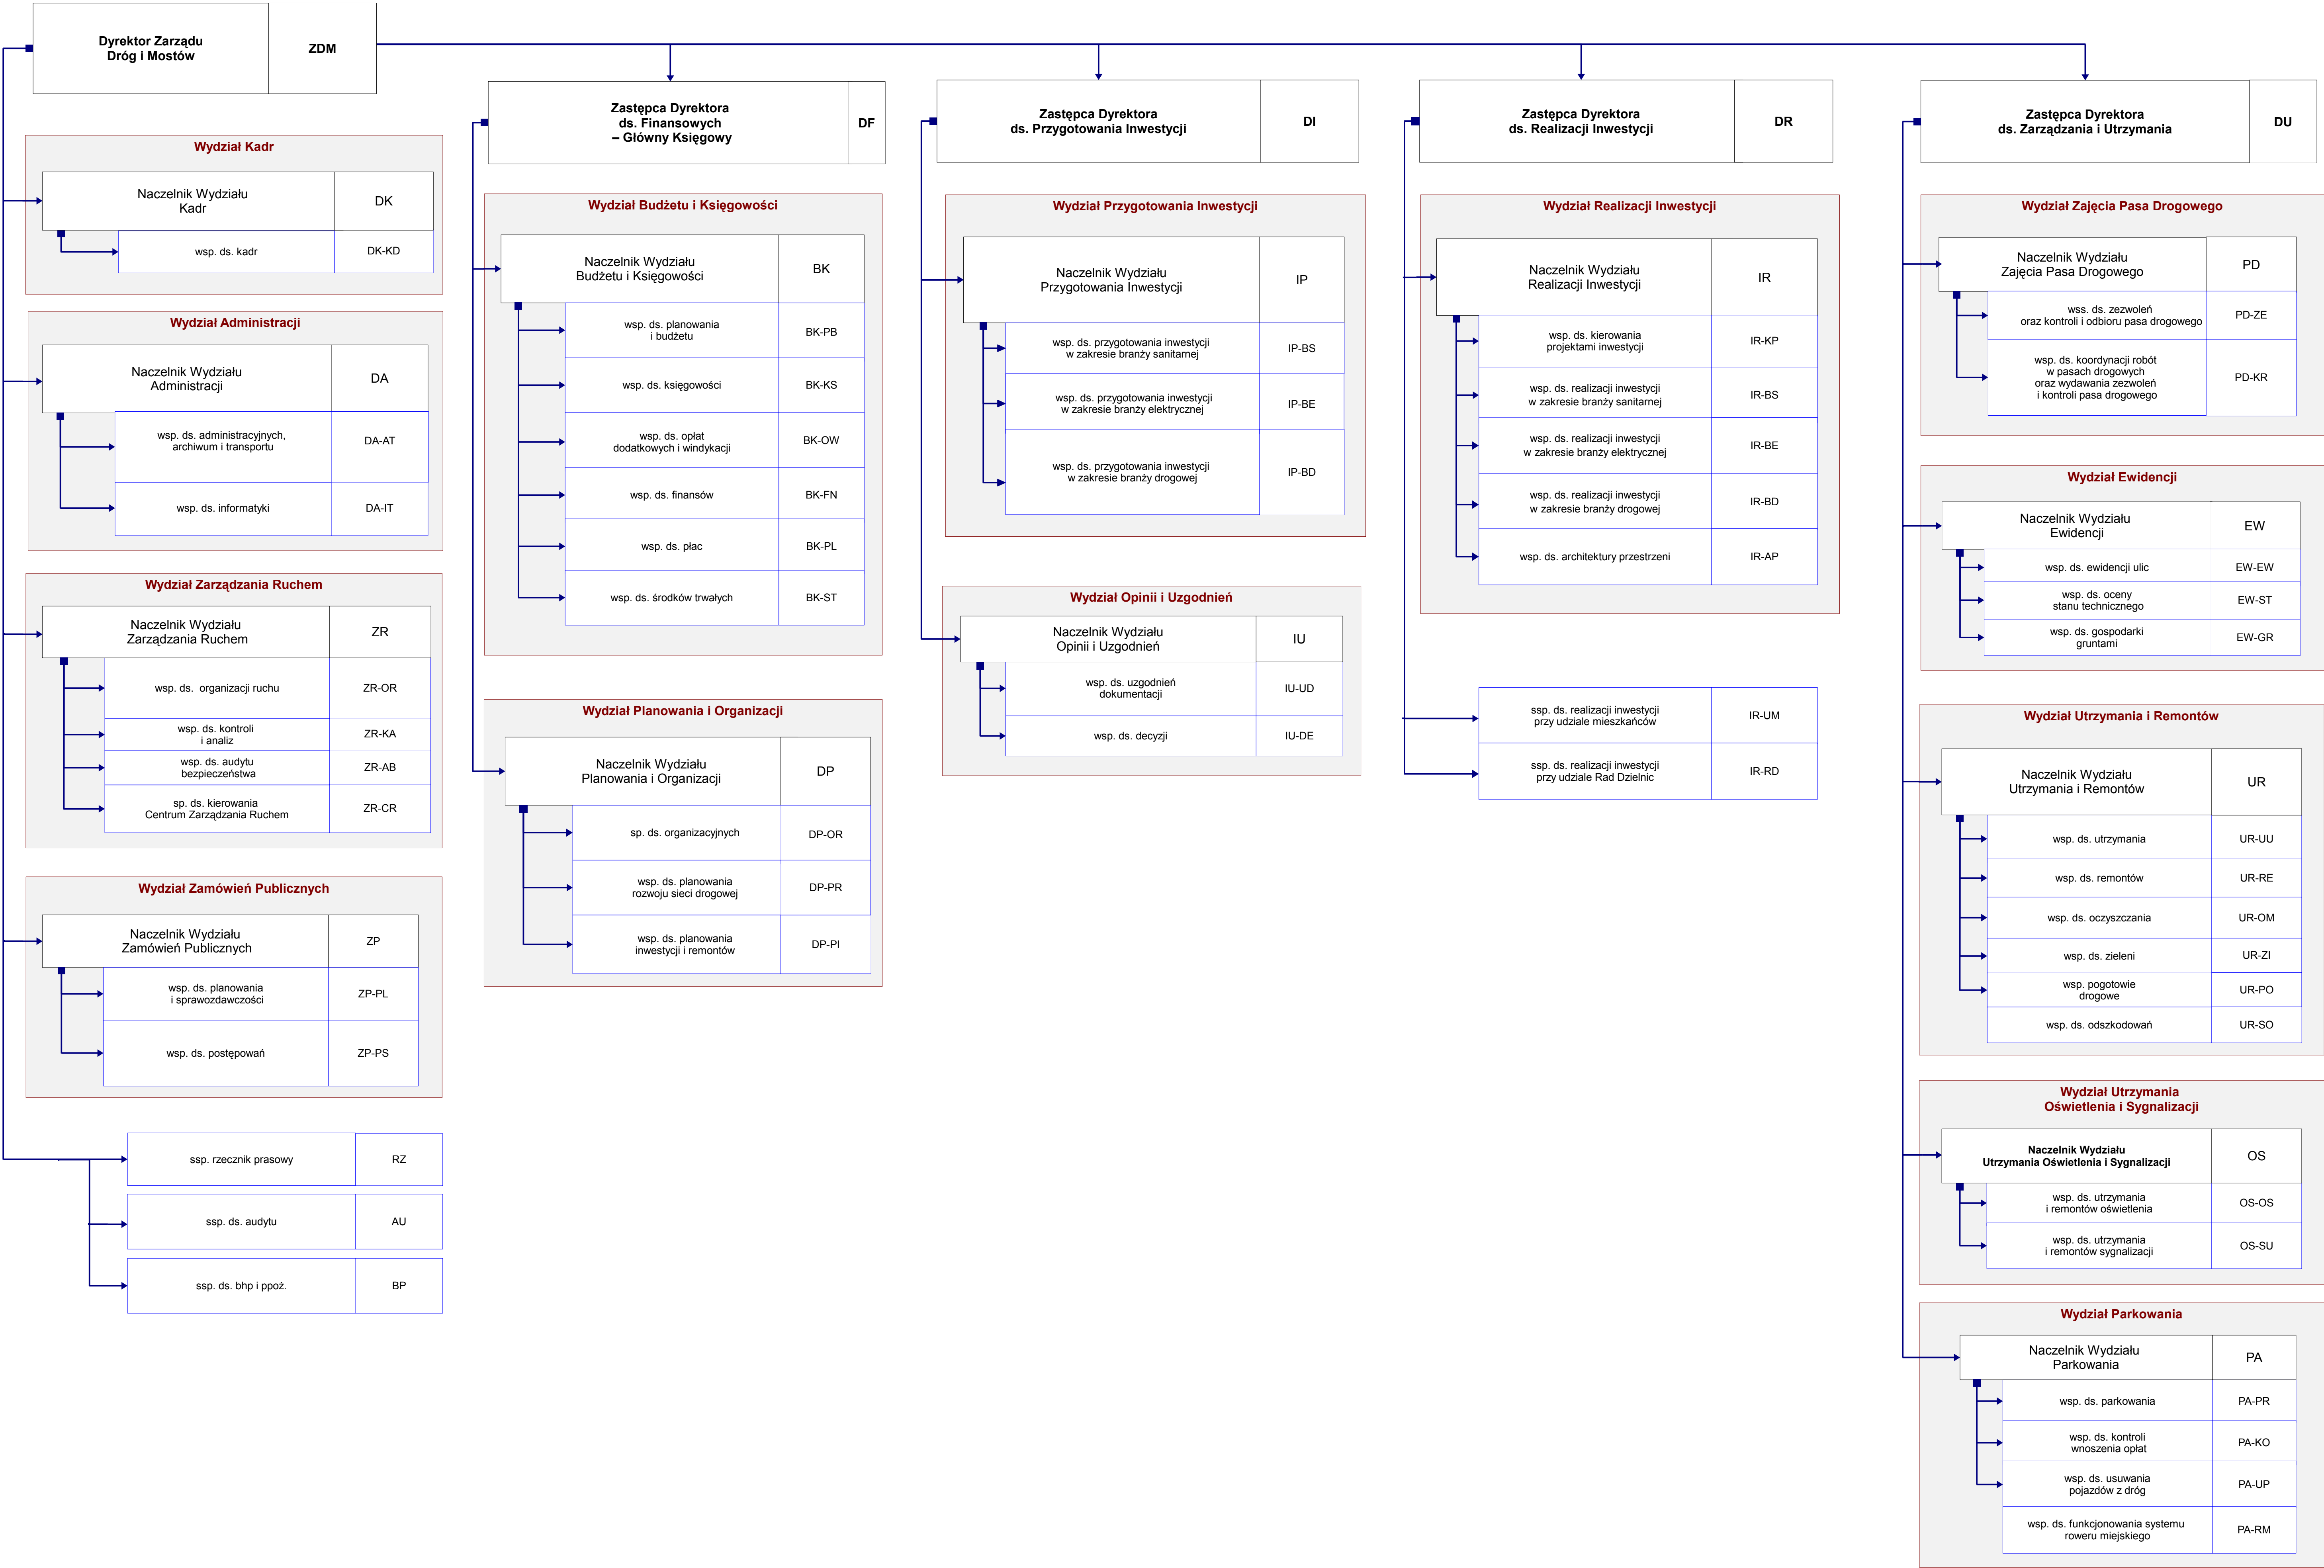 Dyrektor Zarządu
Dróg i Mostów
ZDM
Wydział Kadr
Naczelnik Wydziału
Kadr
DK
wsp. ds. kadr
DK-KD
Wydział Administracji
Naczelnik Wydziału
Administracji
DA
wsp. ds. administracyjnych,
archiwum i transportu
DA-AT
wsp. ds. informatyki
DA-IT
Wydział Zarządzania Ruchem
Naczelnik Wydziału
Zarządzania Ruchem
ZR
wsp. ds. organizacji ruchu
ZR-OR
wsp. ds. kontroli
i analiz
ZR-KA
wsp. ds. audytu
bezpieczeństwa
ZR-AB
sp. ds. kierowania
Centrum Zarządzania Ruchem
ZR-CR
Wydział Zamówień Publicznych
Naczelnik Wydziału
Zamówień Publicznych
ZP
wsp. ds. planowania
i sprawozdawczości
ZP-PL
wsp. ds. postępowań
ZP-PS
ssp. rzecznik prasowy
RZ
ssp. ds. audytu
AU
ssp. ds. bhp i ppoż.
BP
Zastępca Dyrektora
ds. Finansowych
– Główny Księgowy
DF
Wydział Budżetu i Księgowości
Naczelnik Wydziału
Budżetu i Księgowości
BK
wsp. ds. planowania
i budżetu
BK-PB
wsp. ds. księgowości
BK-KS
wsp. ds. opłat
dodatkowych i windykacji
BK-OW
wsp. ds. finansów
BK-FN
wsp. ds. płac
BK-PL
wsp. ds. środków trwałych
BK-ST
Wydział Planowania i Organizacji
Naczelnik Wydziału
Planowania i Organizacji
DP
sp. ds. organizacyjnych
DP-OR
wsp. ds. planowania
rozwoju sieci drogowej
DP-PR
wsp. ds. planowania
inwestycji i remontów
DP-PI
Zastępca Dyrektora
ds. Przygotowania Inwestycji
DI
Wydział Przygotowania Inwestycji
Naczelnik Wydziału
Przygotowania Inwestycji
IP
wsp. ds. przygotowania inwestycji
w zakresie branży sanitarnej
IP-BS
wsp. ds. przygotowania inwestycji
w zakresie branży elektrycznej
IP-BE
wsp. ds. przygotowania inwestycji
w zakresie branży drogowej
IP-BD
Wydział Opinii i Uzgodnień
Naczelnik Wydziału
Opinii i Uzgodnień
IU
wsp. ds. uzgodnień
dokumentacji
IU-UD
wsp. ds. decyzji
IU-DE
Zastępca Dyrektora
ds. Realizacji Inwestycji
DR
Wydział Realizacji Inwestycji
Naczelnik Wydziału
Realizacji Inwestycji
IR
wsp. ds. kierowania
projektami inwestycji
IR-KP
wsp. ds. realizacji inwestycji
w zakresie branży sanitarnej
IR-BS
wsp. ds. realizacji inwestycji
w zakresie branży elektrycznej
IR-BE
wsp. ds. realizacji inwestycji
w zakresie branży drogowej
IR-BD
wsp. ds. architektury przestrzeni
IR-AP
ssp. ds. realizacji inwestycji
przy udziale mieszkańców
IR-UM
ssp. ds. realizacji inwestycji
przy udziale Rad Dzielnic
IR-RD
Zastępca Dyrektora
ds. Zarządzania i Utrzymania
DU
Wydział Zajęcia Pasa Drogowego
Naczelnik Wydziału
Zajęcia Pasa Drogowego
PD
wss. ds. zezwoleń
oraz kontroli i odbioru pasa drogowego
PD-ZE
wsp. ds. koordynacji robót
w pasach drogowych
oraz wydawania zezwoleń
i kontroli pasa drogowego
PD-KR
Wydział Ewidencji
Naczelnik Wydziału
Ewidencji
EW
wsp. ds. ewidencji ulic
EW-EW
wsp. ds. oceny
stanu technicznego
EW-ST
wsp. ds. gospodarki
gruntami
EW-GR
Wydział Utrzymania i Remontów
Naczelnik Wydziału
Utrzymania i Remontów
UR
wsp. ds. utrzymania
UR-UU
wsp. ds. remontów
UR-RE
wsp. ds. oczyszczania
UR-OM
wsp. ds. zieleni
UR-ZI
wsp. pogotowie
drogowe
UR-PO
wsp. ds. odszkodowań
UR-SO
Wydział Utrzymania
Oświetlenia i Sygnalizacji
Naczelnik Wydziału
Utrzymania Oświetlenia i Sygnalizacji
OS
wsp. ds. utrzymania
i remontów oświetlenia
OS-OS
wsp. ds. utrzymania
i remontów sygnalizacji
OS-SU
Wydział Parkowania
Naczelnik Wydziału
Parkowania
PA
wsp. ds. parkowania
PA-PR
wsp. ds. kontroli
wnoszenia opłat
PA-KO
wsp. ds. usuwania
pojazdów z dróg
PA-UP
wsp. ds. funkcjonowania systemu
roweru miejskiego
PA-RM